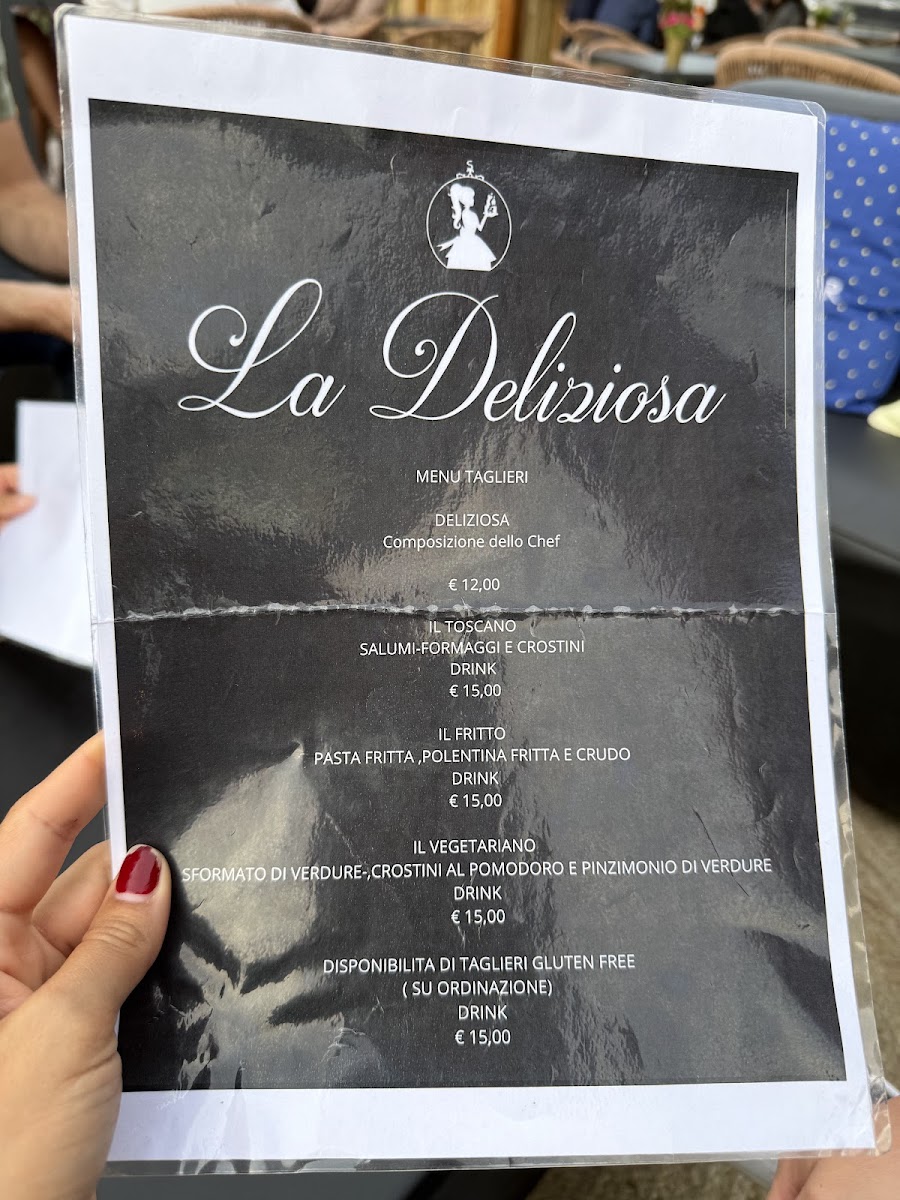 La Deliziosa
MENU TAGLIERI
DELIZIOSA
Composizione dello Chef
€ 12,00
IL TOSCANO
SALUMI-FORMAGGI E CROSTINI
DRINK
€ 15,00
IL FRITTO
PASTA FRITTA ,POLENTINA FRITTA E CRUDO
DRINK
€ 15,00
IL VEGETARIANO
SFORMATO DI VERDURE-,CROSTINI AL POMODORO E PINZIMONIO DI VERDURE
DRINK
€ 15,00
DISPONIBILITA DI TAGLIERI GLUTEN FREE
( SU ORDINAZIONE)
DRINK
€ 15,00